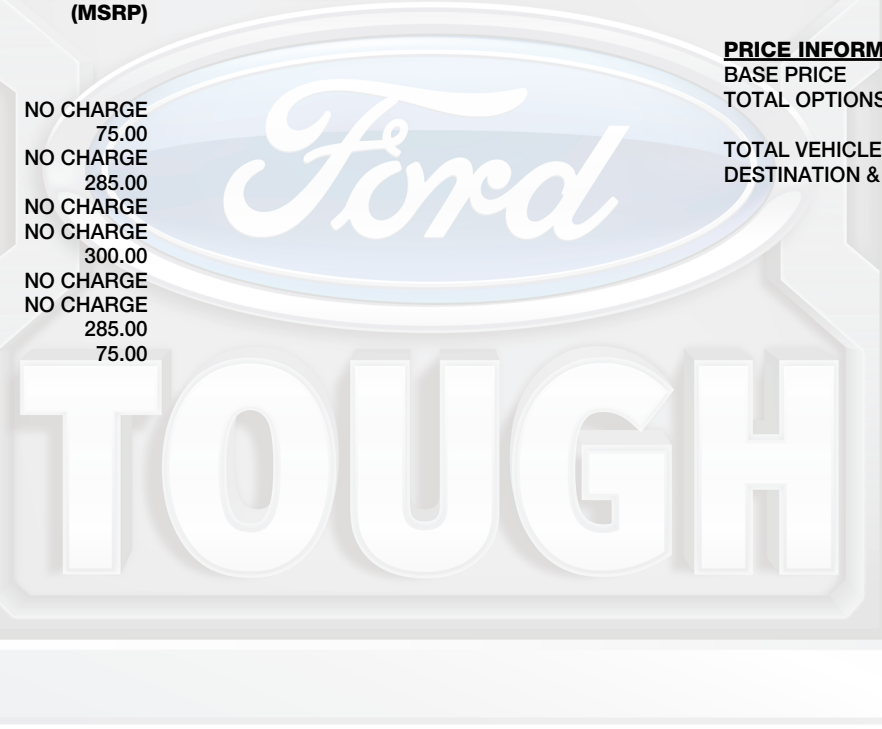 (MSRP)
NO CHARGE
75.00
NO CHARGE
285.00
NO CHARGE
NO CHARGE
300.00
NO CHARGE
NO CHARGE
285.00
75.00
PRICE INFORM
BASE PRICE
TOTAL OPTIONS
TOTAL VEHICLE
DESTINATION &
Ford
TOUGH